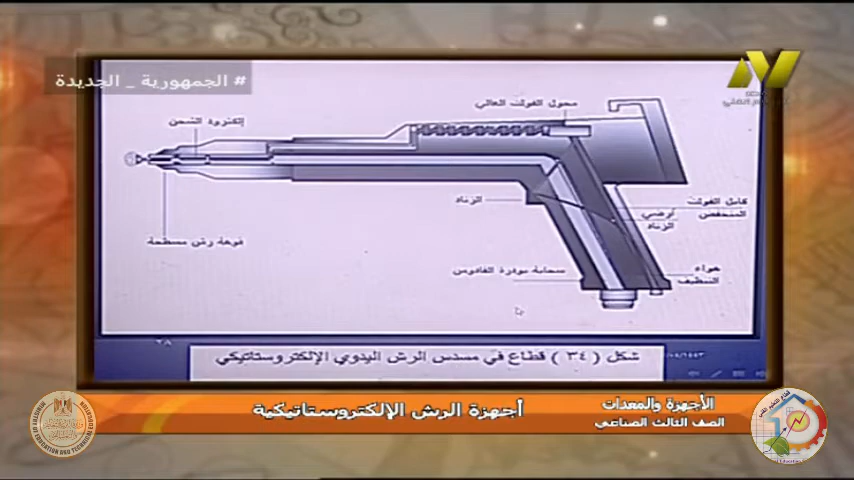 # الجمهورية _ الجديدة
محول الفولت العالي
إلكترود الشحن
الزناد
كابل الفولت
المنخفض
أرضي
الزناد
فوهة رش مسطحة
سحابة بودرة القادوس
هواء
التنظيف
شكل ( ٣٤ ) قطاع في مسدس الرش اليدوي الإلكتروستاتيكي
الأجهزة والمعدات
الصف الثالث الصناعي
أجهزة الرش الإلكتروستاتيكية